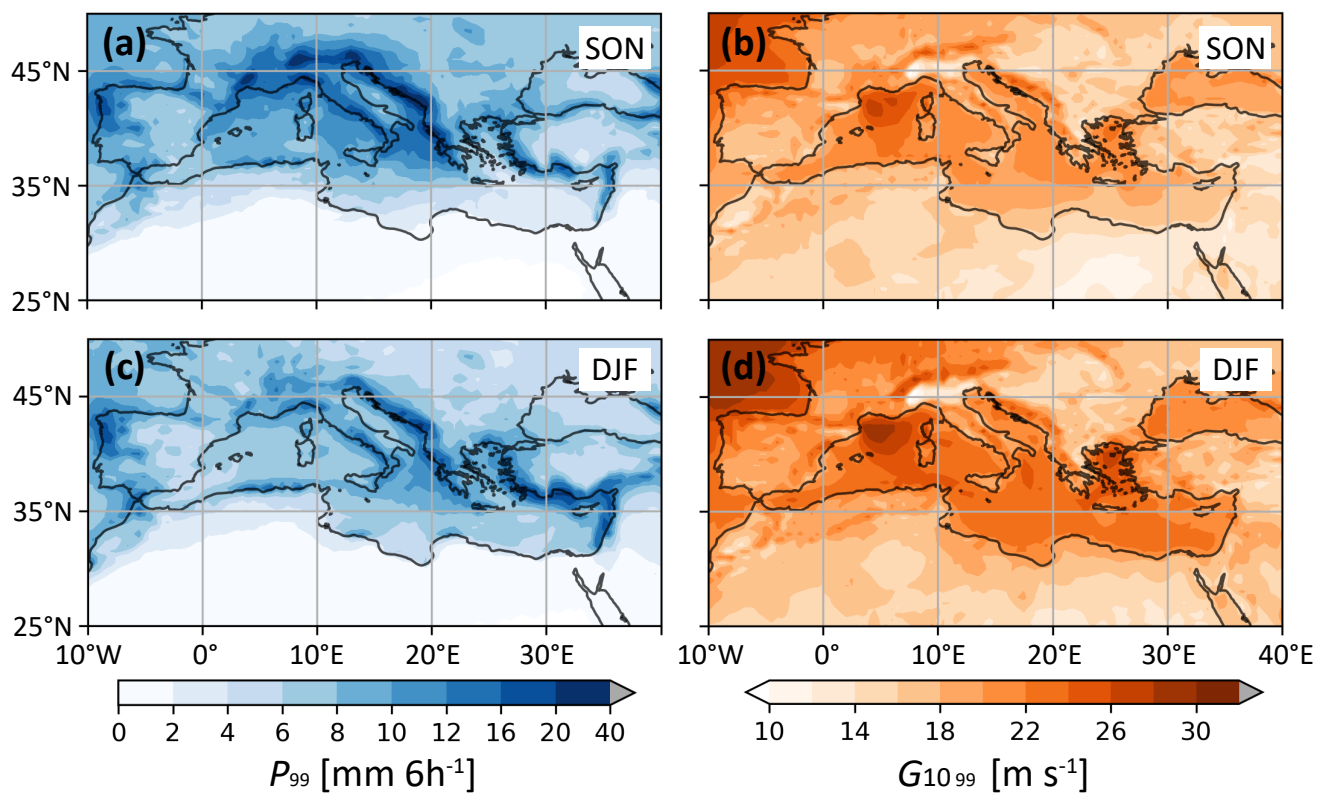 (a) SON (b) SON
45°N
35°N
25°N
(c) DJF (d) DJF
45°N
35°N
25°N
10°W 0° 10°E 20°E 30°E 10°W 0° 10°E 20°E 30°E 40°E
0 2 4 6 8 10 12 16 20 40 10 14 18 22 26 30
P99 [mm 6h-1] G10 99 [m s-1]